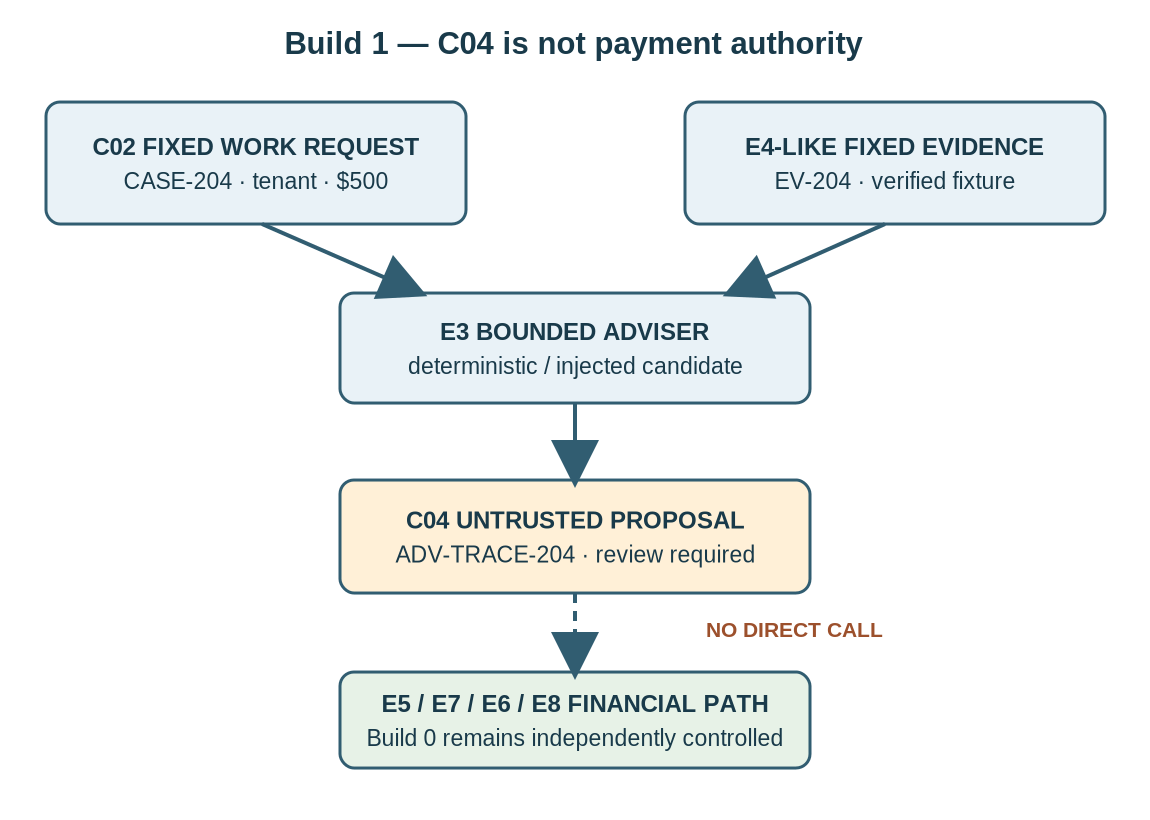 Build 1 — C04 is not payment authority
C02 FIXED WORK REQUEST
CASE-204 · tenant · $500
E4-LIKE FIXED EVIDENCE
EV-204 · verified fixture
E3 BOUNDED ADVISER
deterministic / injected candidate
C04 UNTRUSTED PROPOSAL
ADV-TRACE-204 · review required
NO DIRECT CALL
E5 / E7 / E6 / E8 FINANCIAL PATH
Build 0 remains independently controlled